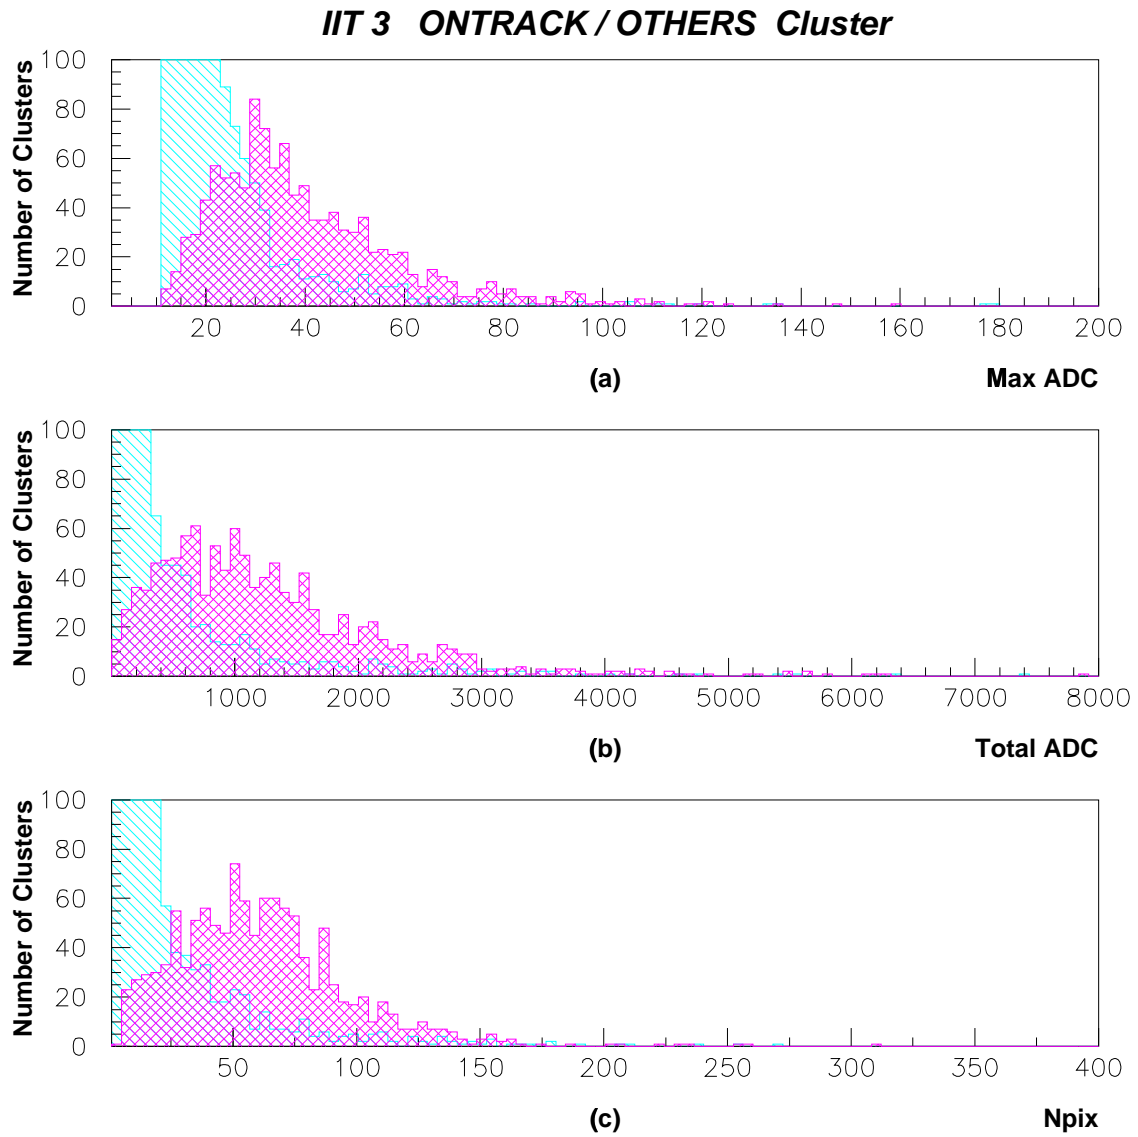 IIT 3 ONTRACK / OTHERS Cluster
Number of Clusters
100
80
60
40
20
0
20 40 60 80 100 120 140 160 180 200
(a) Max ADC
Number of Clusters
100
80
60
40
20
0
1000 2000 3000 4000 5000 6000 7000 8000
(b) Total ADC
Number of Clusters
100
80
60
40
20
0
50 100 150 200 250 300 350 400
(c) Npix